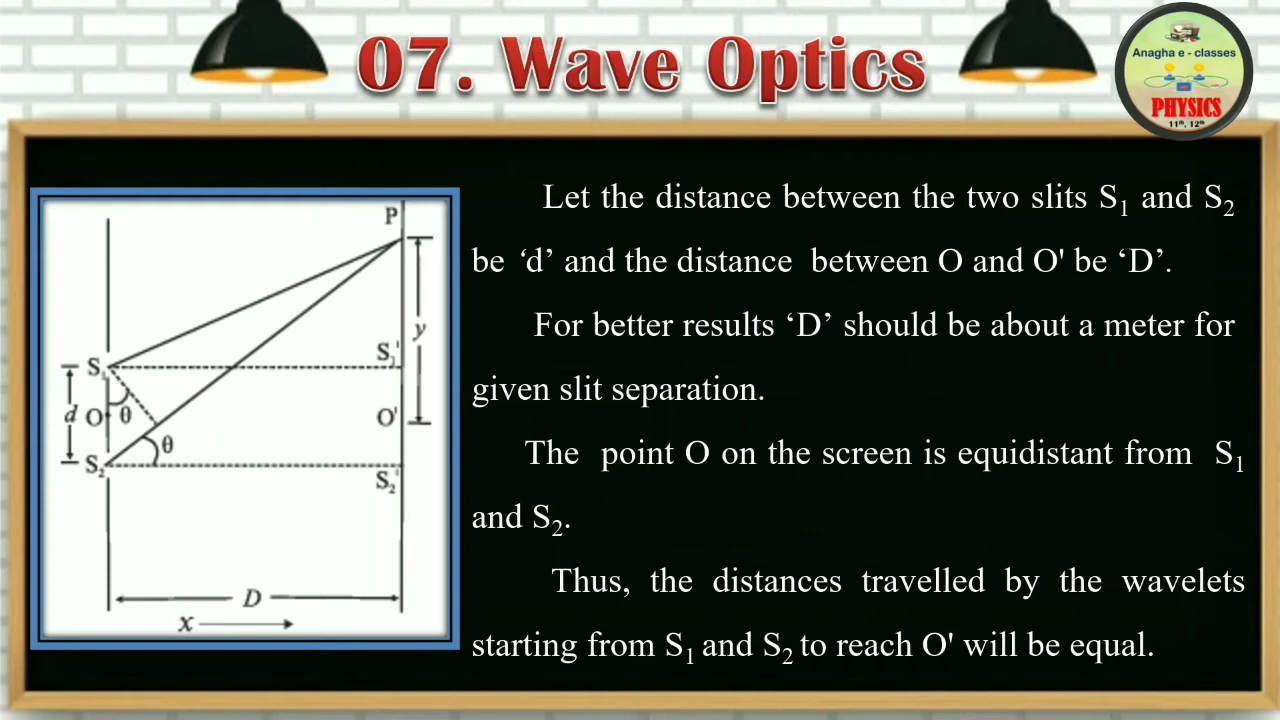 07. Wave Optics
Anagha e - classes
PHYSICS
11th, 12th
P
y
S1'
S1
d O θ
O'
θ
S2
S2'
D
x
Let the distance between the two slits S1 and S2
be ‘d’ and the distance between O and O' be ‘D’.
For better results ‘D’ should be about a meter for
given slit separation.
The point O on the screen is equidistant from S1
and S2.
Thus, the distances travelled by the wavelets
starting from S1 and S2 to reach O' will be equal.